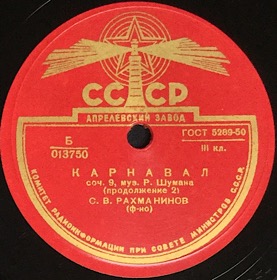 СССР
АПРЕЛЕВСКИЙ ЗАВОД
Б
013750
ГОСТ 5289-50
III кл.
КАРНАВАЛ
соч. 9, муз. Р. Шумана
(продолжение 2)
С. В. РАХМАНИНОВ
(ф-но)
КОМИТЕТ РАДИОИНФОРМАЦИИ ПРИ СОВЕТЕ МИНИСТРОВ С.С.С.Р.